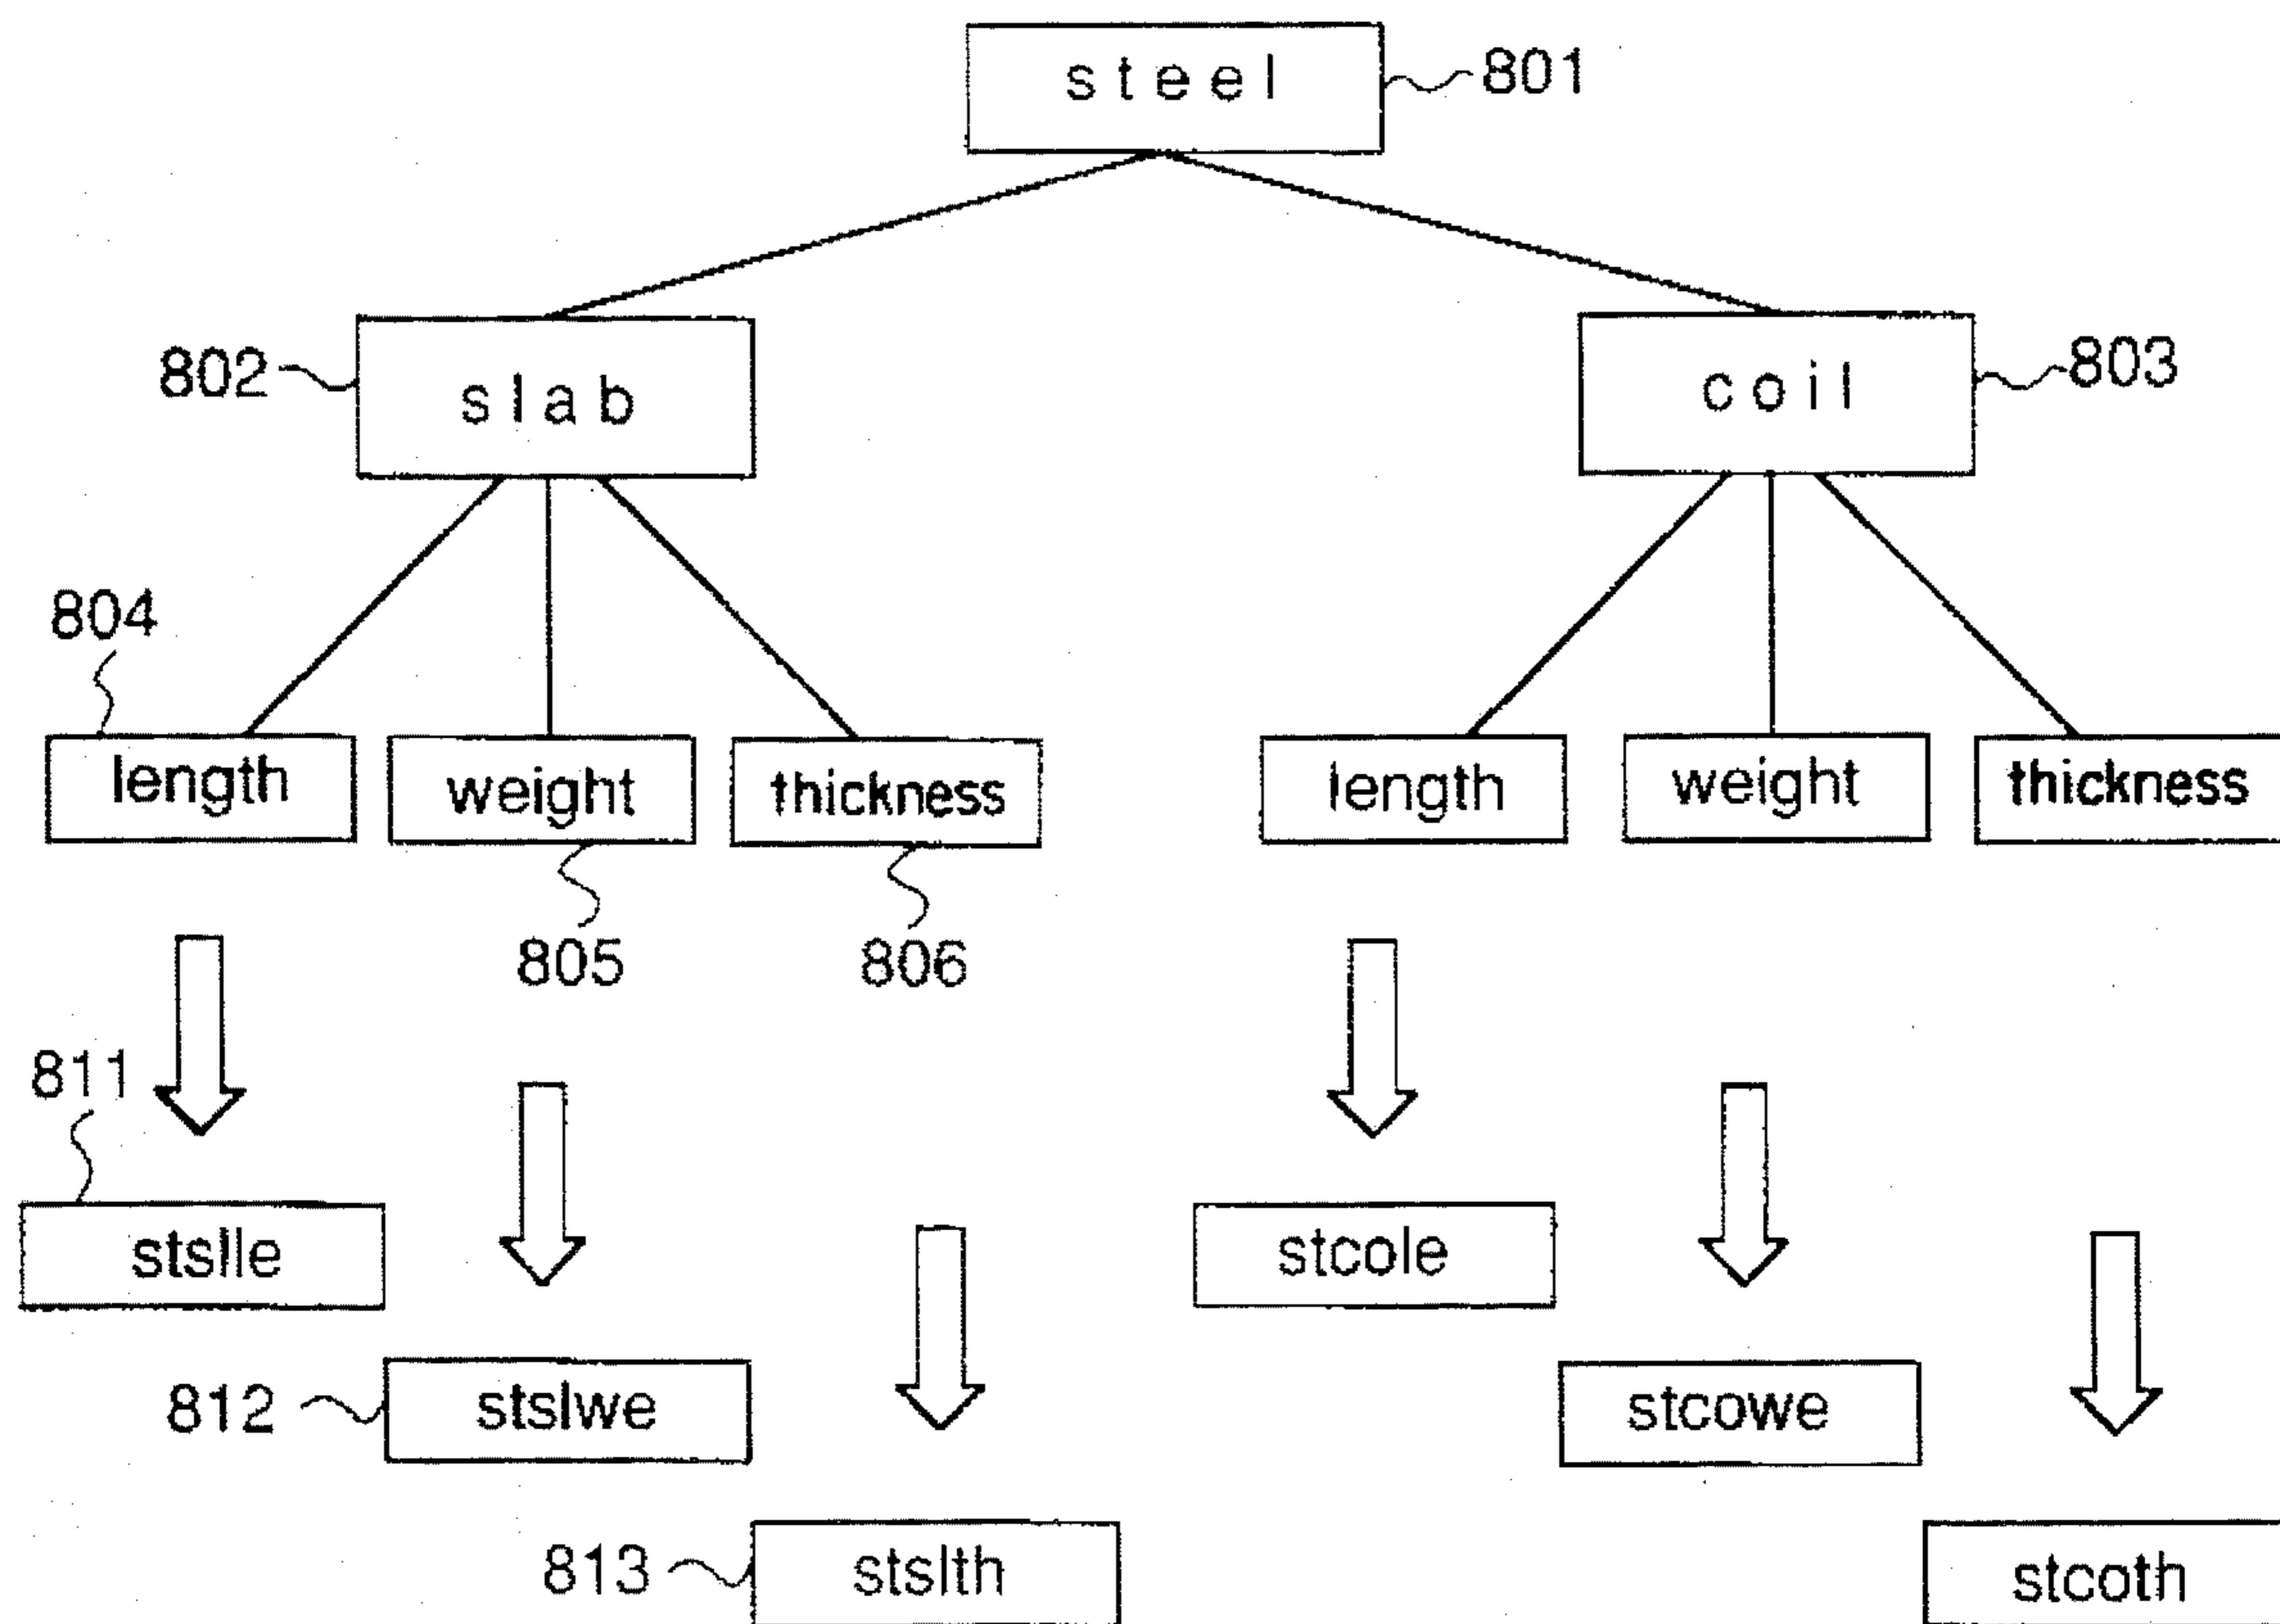 steel 801
802 slab coil 803
804
length weight thickness length weight thickness
805 806
811
stslle stcole
812 stslwe stcowe
813 stslth stcoth